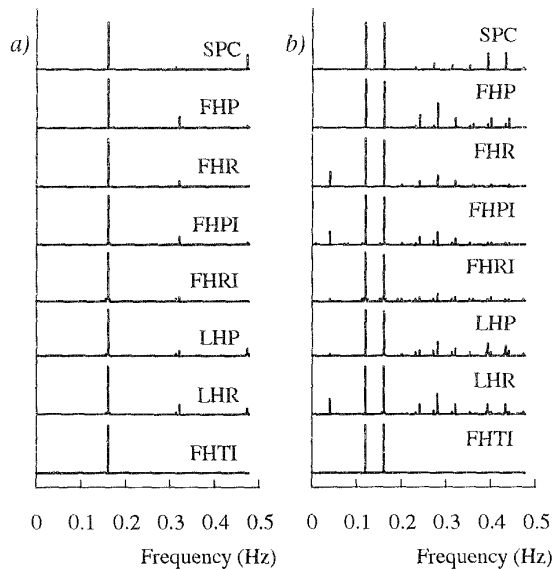 a)
SPC
FHP
FHR
FHPI
FHRI
LHP
LHR
FHTI
0 0.1 0.2 0.3 0.4 0.5
Frequency (Hz)
b)
SPC
FHP
FHR
FHPI
FHRI
LHP
LHR
FHTI
0 0.1 0.2 0.3 0.4 0.5
Frequency (Hz)